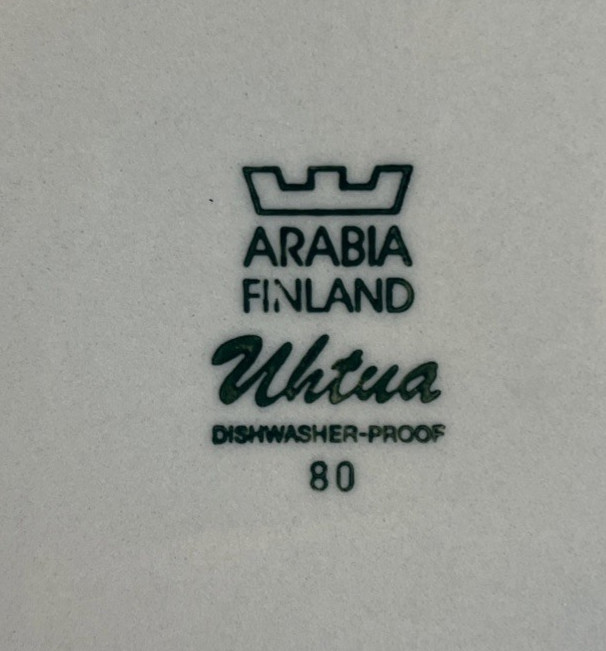 ARABIA
FINLAND
Uhtua
DISHWASHER-PROOF
80